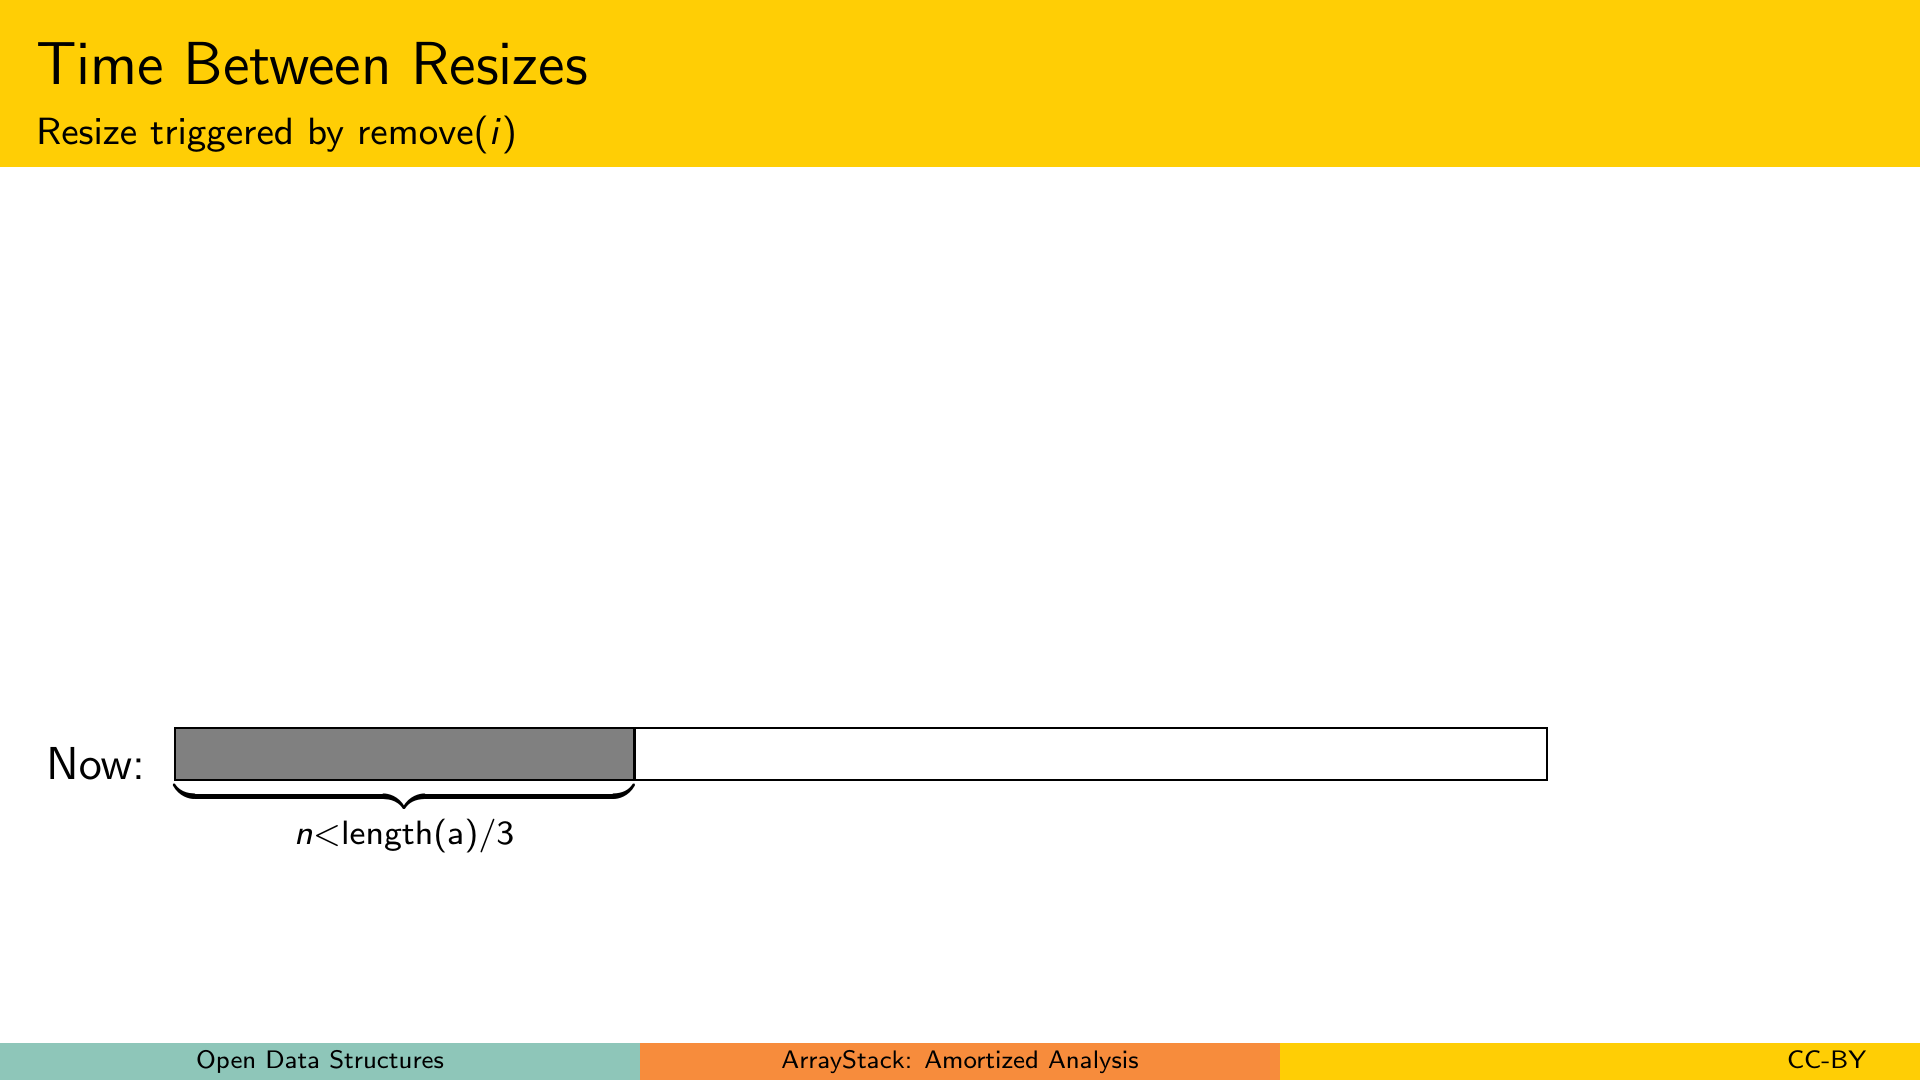 Time Between Resizes
Resize triggered by remove(i)
Now:
n<length(a)/3
Open Data Structures
ArrayStack: Amortized Analysis
CC-BY